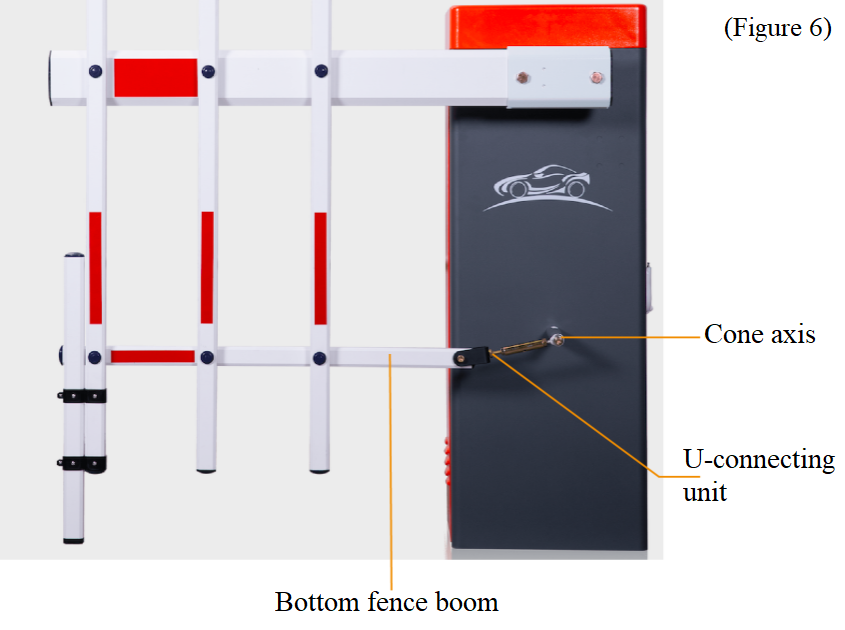 (Figure 6)
Cone axis
U-connecting
unit
Bottom fence boom